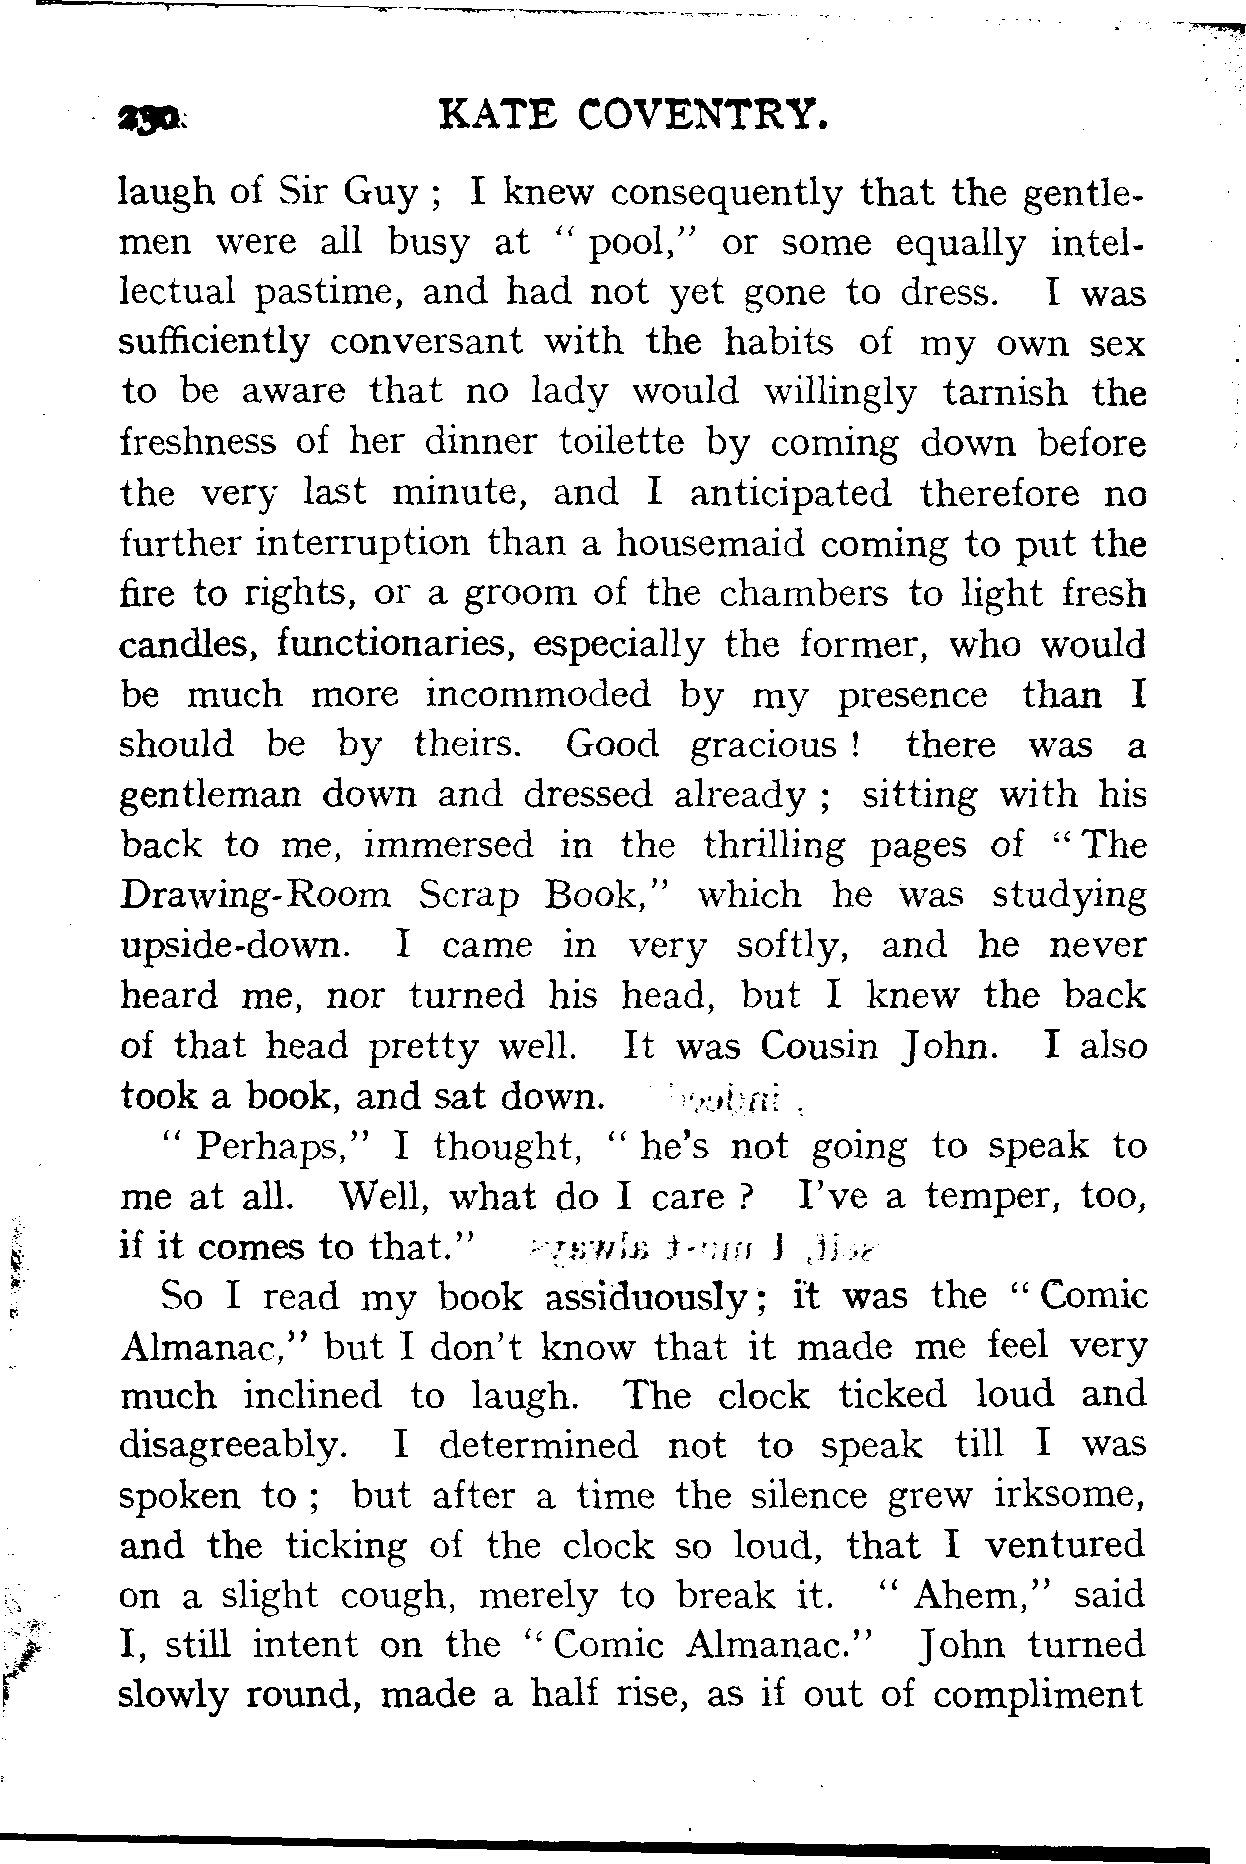 230 KATE COVENTRY.
laugh of Sir Guy ; I knew consequently that the gentle-
men were all busy at “ pool,” or some equally intel-
lectual pastime, and had not yet gone to dress. I was
sufficiently conversant with the habits of my own sex
to be aware that no lady would willingly tarnish the
freshness of her dinner toilette by coming down before
the very last minute, and I anticipated therefore no
further interruption than a housemaid coming to put the
fire to rights, or a groom of the chambers to light fresh
candles, functionaries, especially the former, who would
be much more incommoded by my presence than I
should be by theirs. Good gracious ! there was a
gentleman down and dressed already ; sitting with his
back to me, immersed in the thrilling pages of “ The
Drawing-Room Scrap Book,” which he was studying
upside-down. I came in very softly, and he never
heard me, nor turned his head, but I knew the back
of that head pretty well. It was Cousin John. I also
took a book, and sat down.
“ Perhaps,” I thought, “ he’s not going to speak to
me at all. Well, what do I care ? I’ve a temper, too,
if it comes to that.”
So I read my book assiduously ; it was the “ Comic
Almanac,” but I don’t know that it made me feel very
much inclined to laugh. The clock ticked loud and
disagreeably. I determined not to speak till I was
spoken to ; but after a time the silence grew irksome,
and the ticking of the clock so loud, that I ventured
on a slight cough, merely to break it. “ Ahem,” said
I, still intent on the “ Comic Almanac.” John turned
slowly round, made a half rise, as if out of compliment